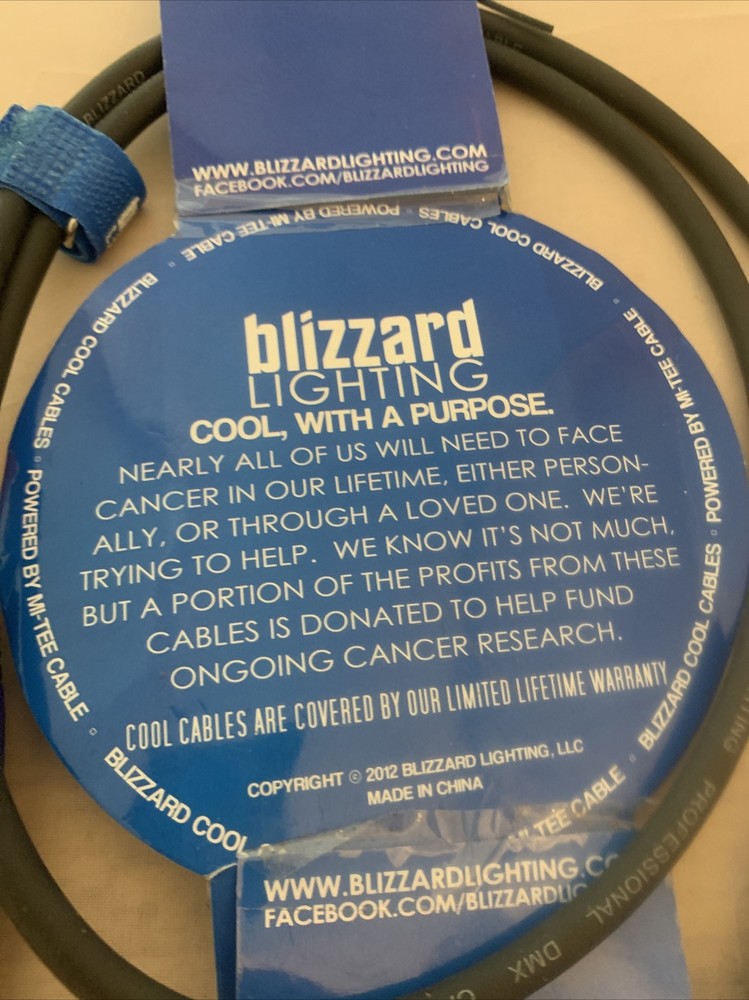 BLIZZARD
WWW.BLIZZARDLIGHTING.COM
FACEBOOK.COM/BLIZZARDLIGHTING
BLIZZARD COOL CABLES ▫ POWERED BY MI-TEE CABLE ▫
BLIZZARD COOL CABLES ▫ POWERED BY MI-TEE CABLE ▫
BLIZZARD COOL CABLES ▫ POWERED BY MI-TEE CABLE ▫
BLIZZARD COOL
MI-TEE CABLE ▫
blizzard
LIGHTING
COOL, WITH A PURPOSE.
NEARLY ALL OF US WILL NEED TO FACE
CANCER IN OUR LIFETIME, EITHER PERSON-
ALLY, OR THROUGH A LOVED ONE. WE'RE
TRYING TO HELP. WE KNOW IT'S NOT MUCH,
BUT A PORTION OF THE PROFITS FROM THESE
CABLES IS DONATED TO HELP FUND
ONGOING CANCER RESEARCH.
COOL CABLES ARE COVERED BY OUR LIMITED LIFETIME WARRANTY
COPYRIGHT © 2012 BLIZZARD LIGHTING, LLC
MADE IN CHINA
WWW.BLIZZARDLIGHTING.CO
FACEBOOK.COM/BLIZZARDLIG
PROFESSIONAL DMX